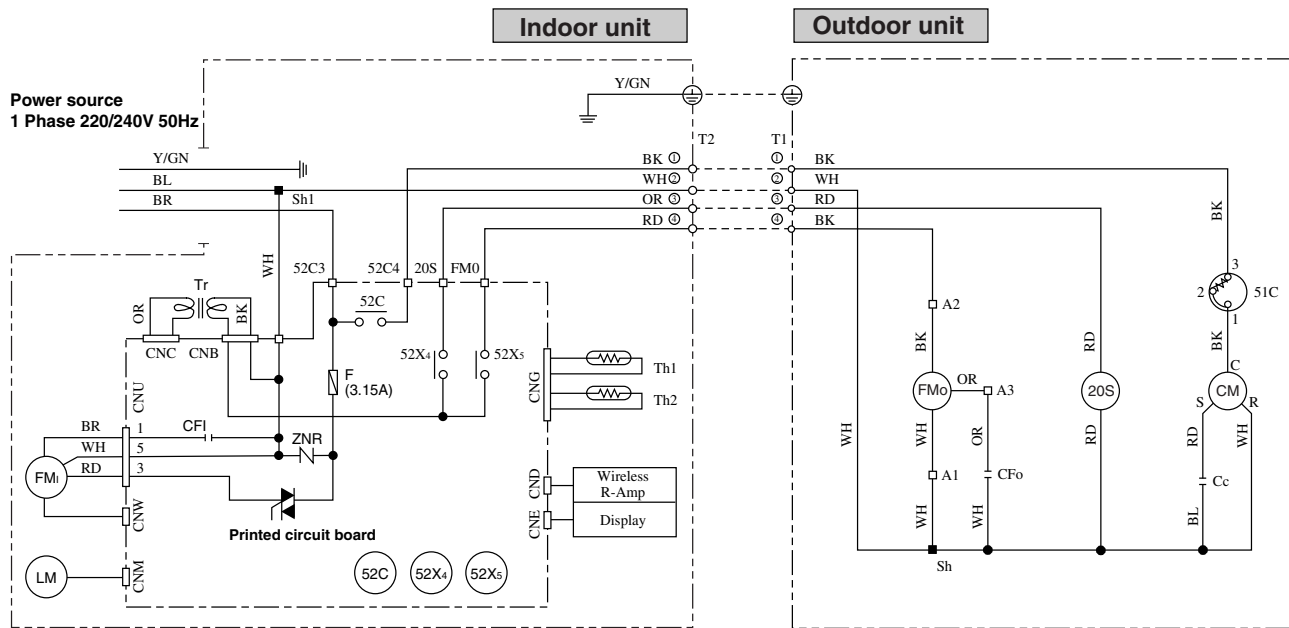 Indoor unit
Outdoor unit
Power source
1 Phase 220/240V 50Hz
Y/GN
T2
T1
Y/GN
BL
BR
Sh1
BK ①
WH ②
OR ③
RD ④
① BK
② WH
③ RD
④ BK
WH
52C3
52C4
20S
FM0
52C
Tr
OR
BK
CNC
CNB
52X4
52X5
F
(3.15A)
CNG
Th1
Th2
CNU
BR
1
CFI
WH
5
ZNR
RD
3
FMI
CNW
Printed circuit board
CND
Wireless
R-Amp
CNE
Display
LM
CNM
52C
52X4
52X5
BK
3
2
51C
1
A2
BK
RD
BK
C
FMo
OR
A3
20S
S
CM
R
WH
WH
OR
RD
RD
WH
A1
CFo
Cc
WH
WH
BL
Sh